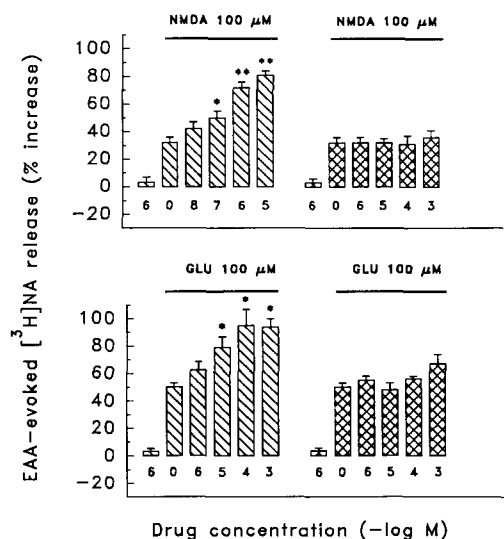 NMDA 100 μM NMDA 100 μM
100
80
60
40
20
0
−20
* ** **
6 0 8 7 6 5 6 0 6 5 4 3
GLU 100 μM GLU 100 μM
100
80
60
40
20
0
−20
* * *
6 0 6 5 4 3 6 0 6 5 4 3
EAA−evoked [³H]NA release (% increase)
Drug concentration (−log M)